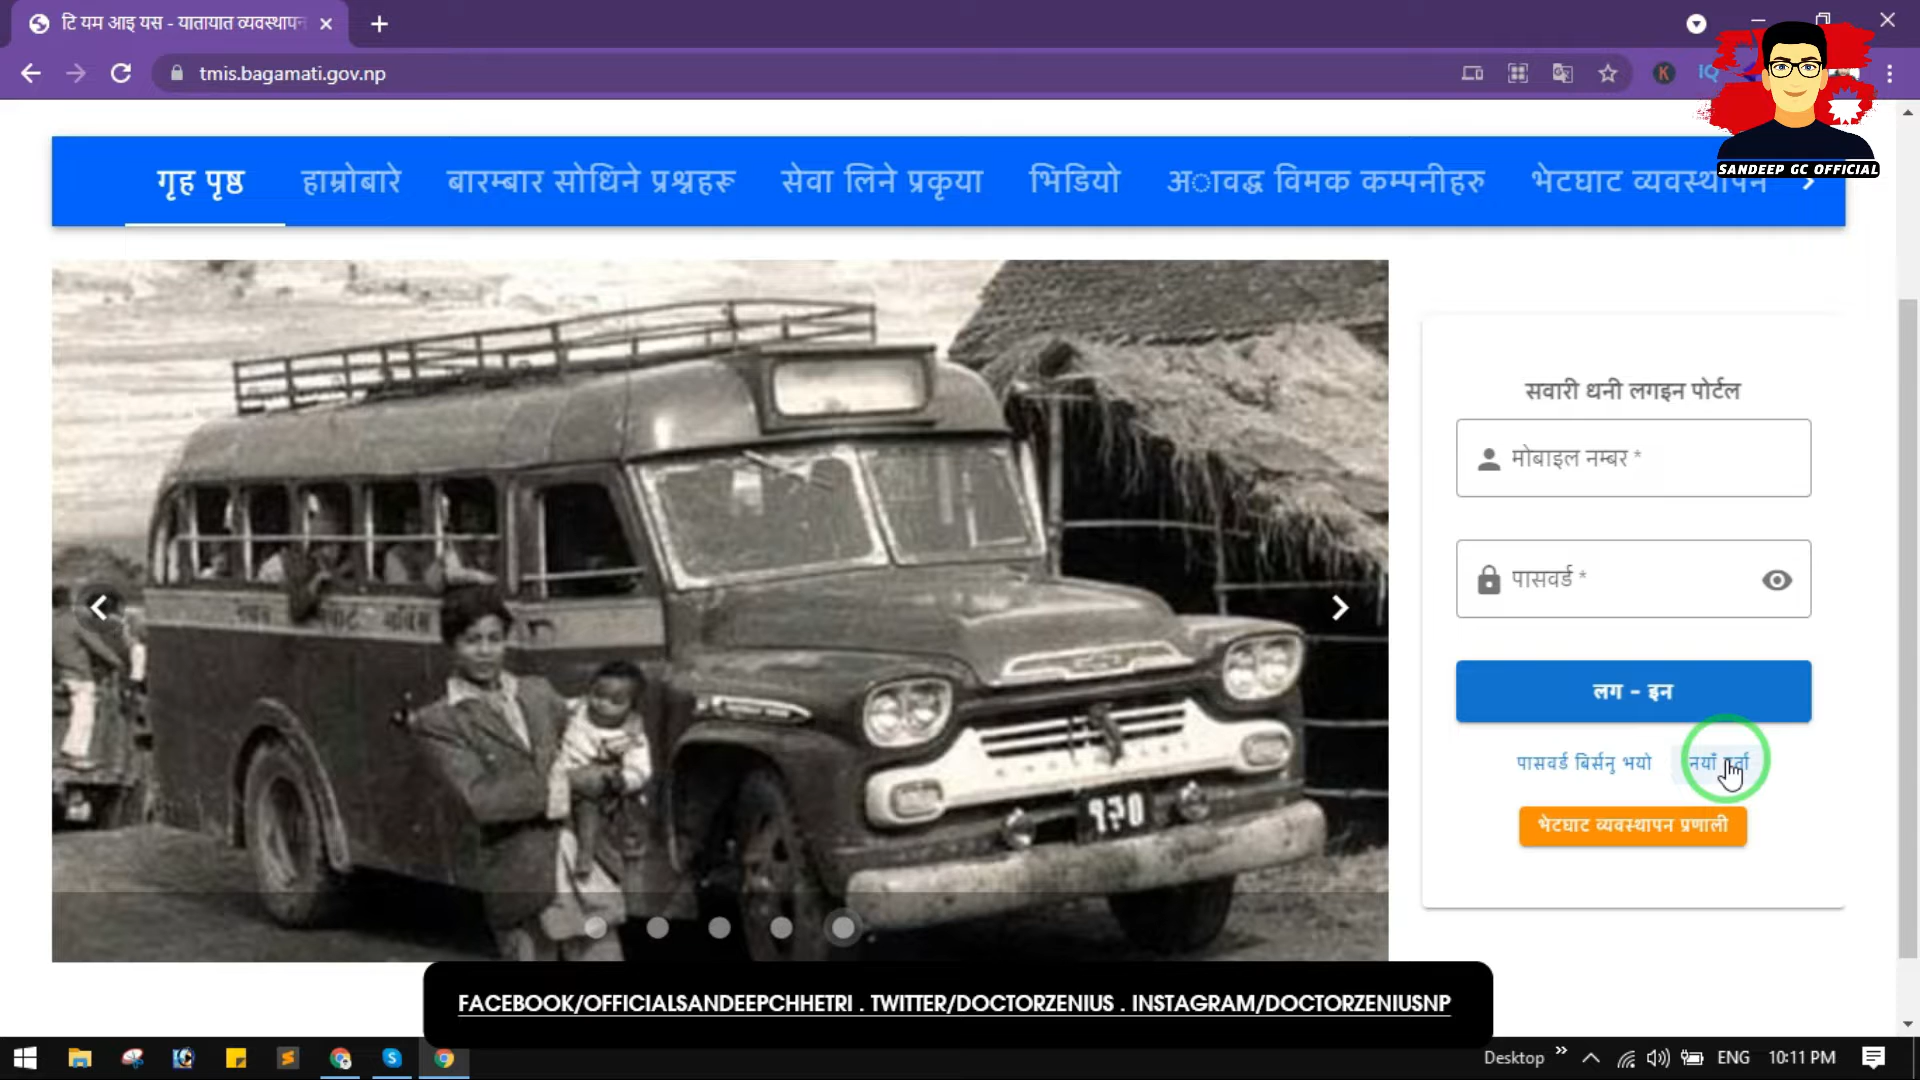 टि यम आइ यस - यातायात व्यवस्थापन
tmis.bagamati.gov.np
SANDEEP GC OFFICIAL
गृह पृष्ठ हाम्रोबारे बारम्बार सोधिने प्रश्नहरू सेवा लिने प्रकृया भिडियो अावद्ध विमक कम्पनीहरु भेटघाट व्यवस्थापन
सवारी धनी लगइन पोर्टल
मोबाइल नम्बर *
पासवर्ड *
लग - इन
पासवर्ड बिर्सनु भयो नयाँ
भेटघाट व्यवस्थापन प्रणाली
१२०
FACEBOOK/OFFICIALSANDEEPCHHETRI . TWITTER/DOCTORZENIUS . INSTAGRAM/DOCTORZENIUSNP
Desktop ENG 10:11 PM